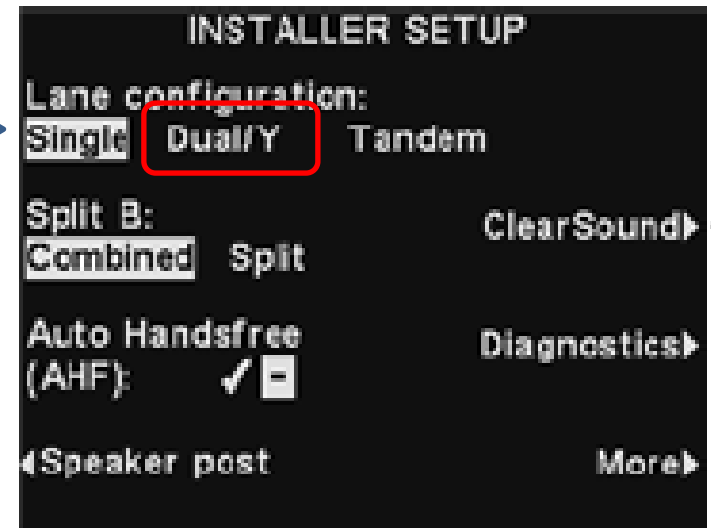 INSTALLER SETUP
Lane configuration:
Single Dual/Y Tandem
Split B:
Combined Split
ClearSound▶
Auto Handsfree
(AHF): ✓ -
Diagnostics▶
◀Speaker post
More▶